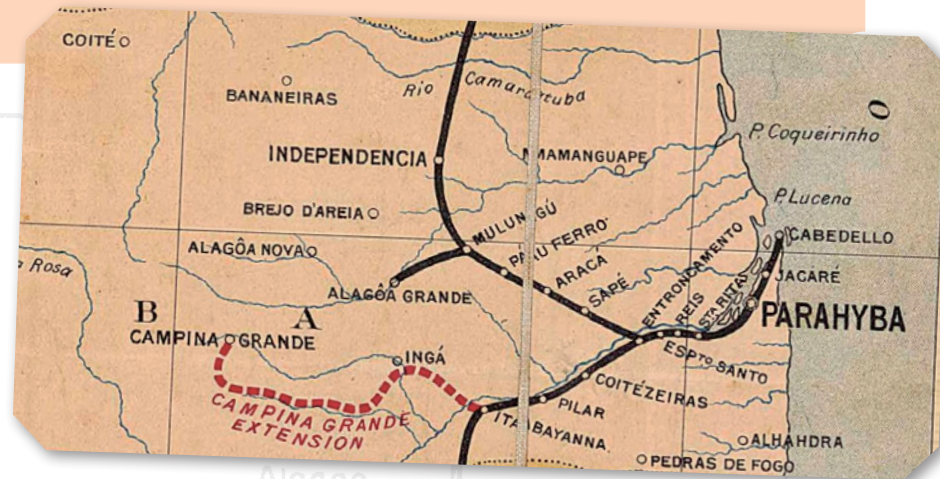 COITÉ
BANANEIRAS
Rio Camaratuba
P. Coqueirinho
O
INDEPENDENCIA
MAMANGUAPE
P. Lucena
BREJO D'AREIA
MULUNGÚ
CABEDELLO
ALAGÔA NOVA
PAU FERRO
ENTRONCAMENTO
a Rosa
ARAÇÁ
JACARÉ
ALAGÔA GRANDE
SAPÉ
REIS
STA RITA
PARAHYBA
B
A
CAMPINA GRANDE
INGÁ
ESPTO SANTO
COITÉZEIRAS
CAMPINA GRANDE
EXTENSION
PILAR
ITABAYANNA
ALHAHDRA
PEDRAS DE FOGO